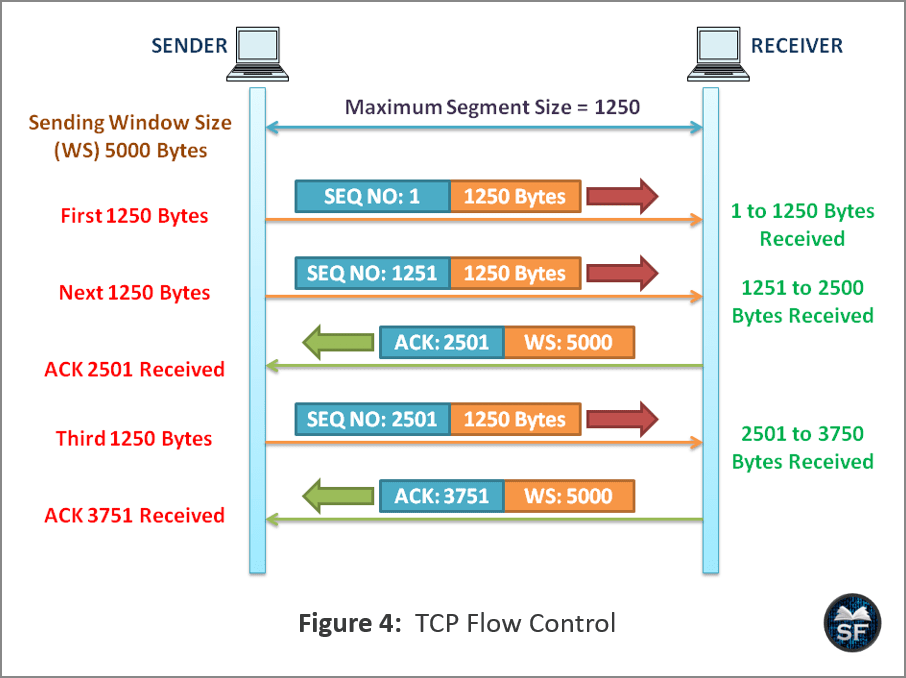 SENDER
RECEIVER
Maximum Segment Size = 1250
Sending Window Size
(WS) 5000 Bytes
SEQ NO: 1 1250 Bytes
First 1250 Bytes
1 to 1250 Bytes
Received
SEQ NO: 1251 1250 Bytes
Next 1250 Bytes
1251 to 2500
Bytes Received
ACK: 2501 WS: 5000
ACK 2501 Received
SEQ NO: 2501 1250 Bytes
Third 1250 Bytes
2501 to 3750
Bytes Received
ACK: 3751 WS: 5000
ACK 3751 Received
Figure 4: TCP Flow Control
SF